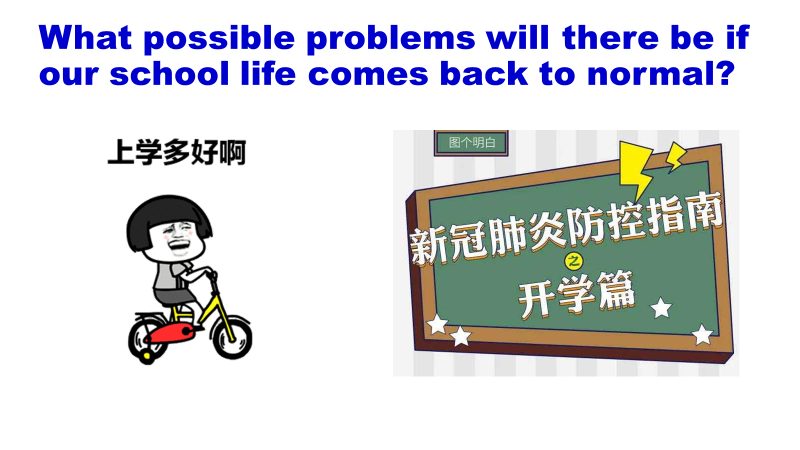 What possible problems will there be if
our school life comes back to normal?
上学多好啊
图个明白
新冠肺炎防控指南
之
开学篇